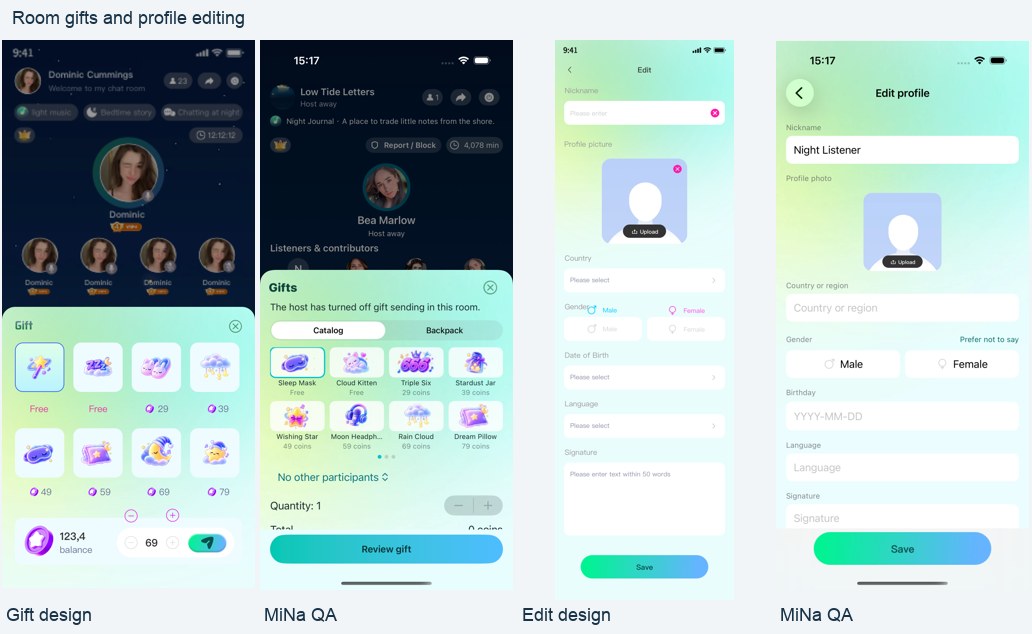 Room gifts and profile editing
9:41
Dominic Cummings
Welcome to my chat room
23
light music
Bedtime story
Chatting at night
12:12:12
Dominic
Dominic
Dominic
Dominic
Dominic
Gift
Free
Free
29
39
49
59
69
79
123,4
balance
69
Gift design
15:17
Low Tide Letters
Host away
1
Night Journal · A place to trade little notes from the shore.
Report / Block
4,078 min
Bea Marlow
Host away
Listeners & contributors
N
Gifts
The host has turned off gift sending in this room.
Catalog
Backpack
Sleep Mask
Free
Cloud Kitten
Free
Triple Six
29 coins
Stardust Jar
39 coins
Wishing Star
49 coins
Moon Headph...
59 coins
Rain Cloud
69 coins
Dream Pillow
79 coins
No other participants
Quantity: 1
Total
0 coins
Review gift
MiNa QA
9:41
Edit
Nickname
Please enter
Profile picture
Upload
Country
Please select
Gender
Male
Female
Male
Female
Date of Birth
Please select
Language
Please select
Signature
Please enter text within 50 words
Save
Edit design
15:17
Edit profile
Nickname
Night Listener
Profile photo
Upload
Country or region
Country or region
Gender
Prefer not to say
Male
Female
Birthday
YYYY-MM-DD
Language
Language
Signature
Signature
Save
MiNa QA